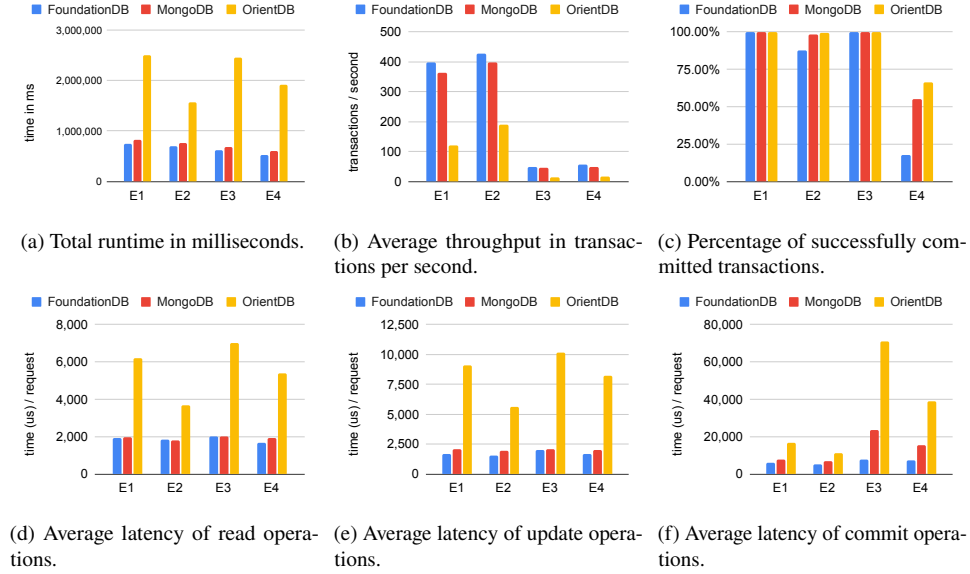 FoundationDB MongoDB OrientDB
time in ms
3,000,000
2,000,000
1,000,000
0
E1 E2 E3 E4
(a) Total runtime in milliseconds.
FoundationDB MongoDB OrientDB
transactions / second
500
400
300
200
100
0
E1 E2 E3 E4
(b) Average throughput in transac-
tions per second.
FoundationDB MongoDB OrientDB
100.00%
75.00%
50.00%
25.00%
0.00%
E1 E2 E3 E4
(c) Percentage of successfully com-
mitted transactions.
FoundationDB MongoDB OrientDB
time (us) / request
8,000
6,000
4,000
2,000
0
E1 E2 E3 E4
(d) Average latency of read opera-
tions.
FoundationDB MongoDB OrientDB
time (us) / request
12,500
10,000
7,500
5,000
2,500
0
E1 E2 E3 E4
(e) Average latency of update opera-
tions.
FoundationDB MongoDB OrientDB
time (us) / request
80,000
60,000
40,000
20,000
0
E1 E2 E3 E4
(f) Average latency of commit opera-
tions.